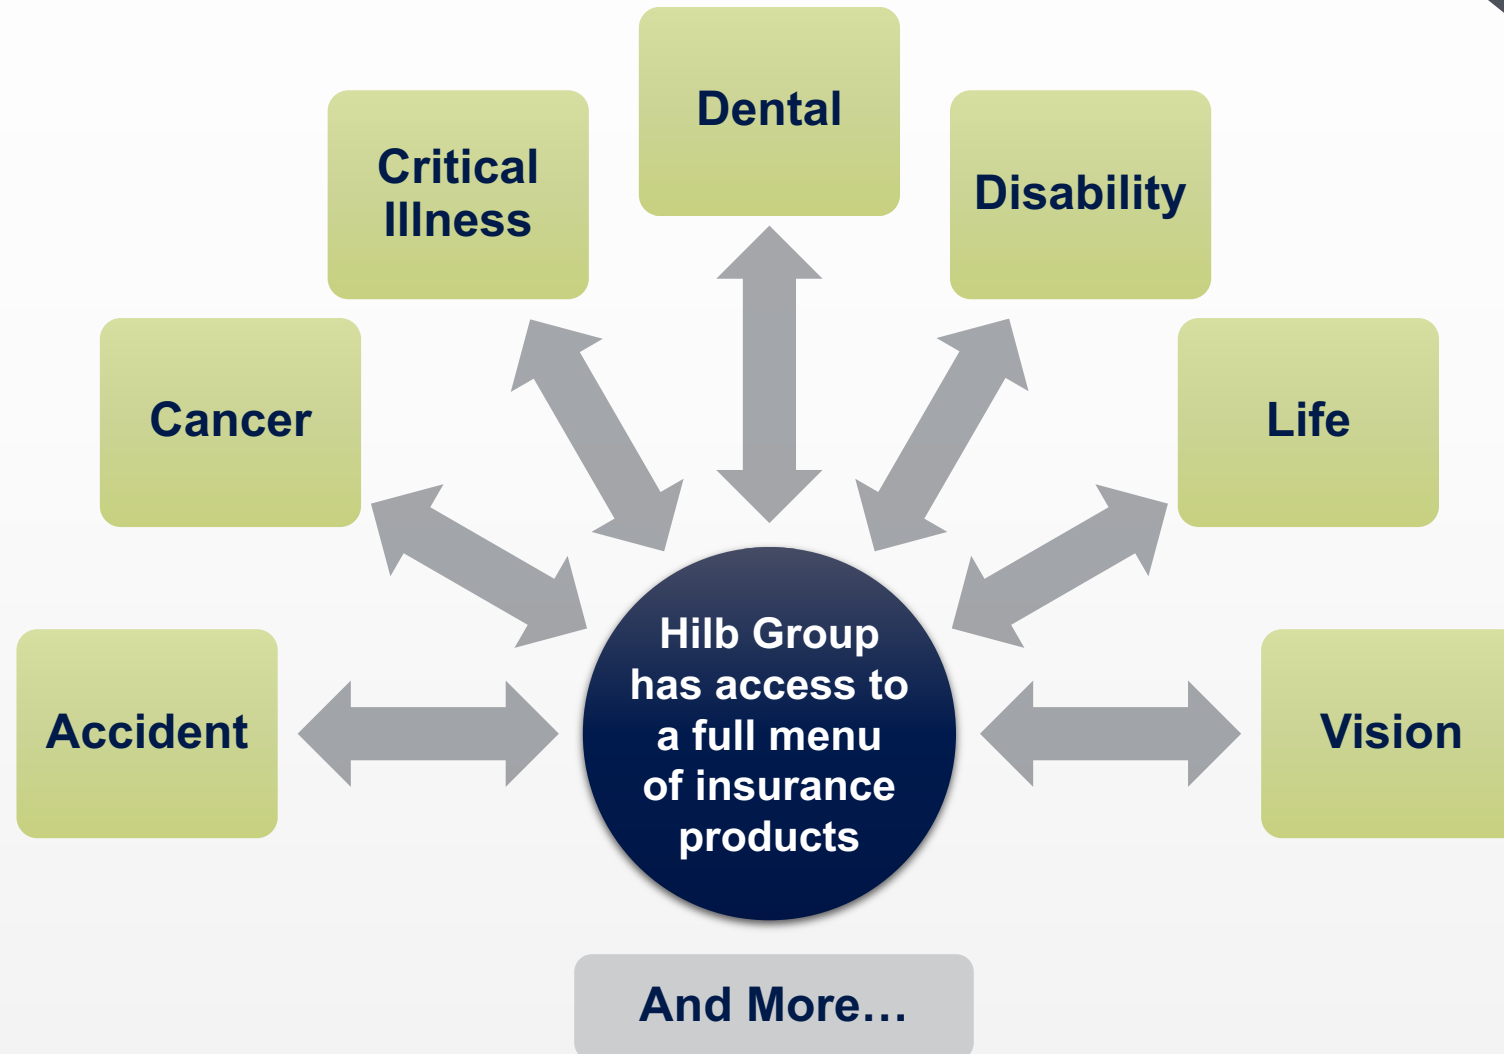 Dental
Critical
Illness
Disability
Cancer
Life
Hilb Group
has access to
a full menu
of insurance
products
Accident
Vision
And More…